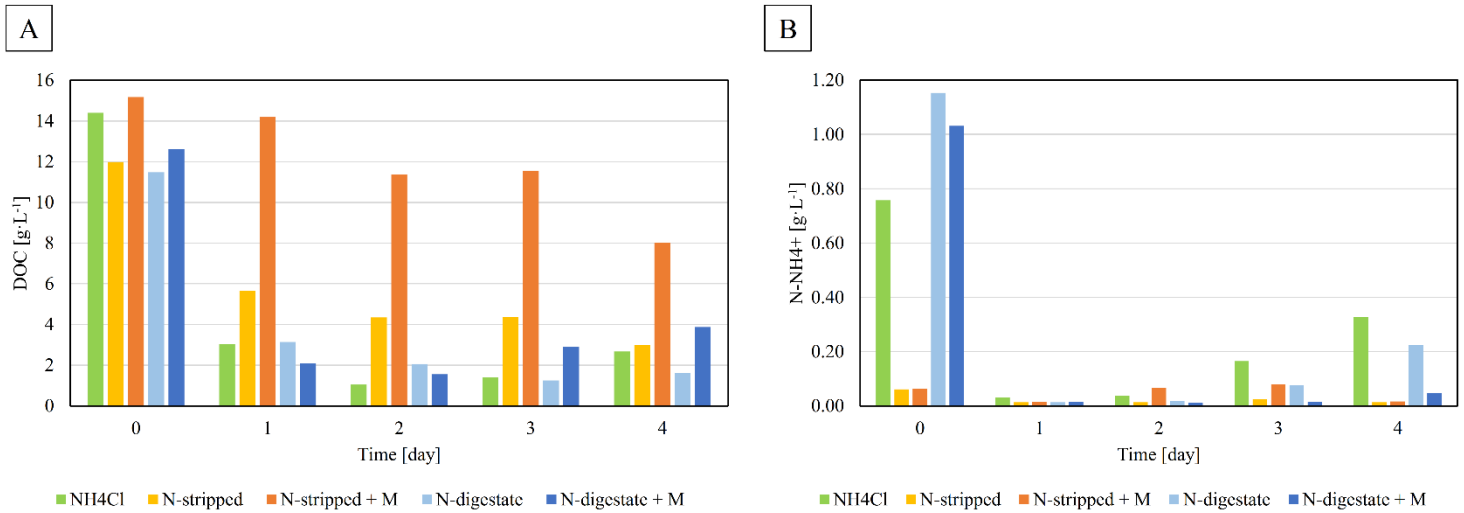 A
B
16
14
12
10
8
6
4
2
0
DOC [g·L⁻¹]
0 1 2 3 4
Time [day]
NH4Cl N-stripped N-stripped + M N-digestate N-digestate + M
1.20
1.00
0.80
0.60
0.40
0.20
0.00
N-NH4+ [g·L⁻¹]
0 1 2 3 4
Time [day]
NH4Cl N-stripped N-stripped + M N-digestate N-digestate + M